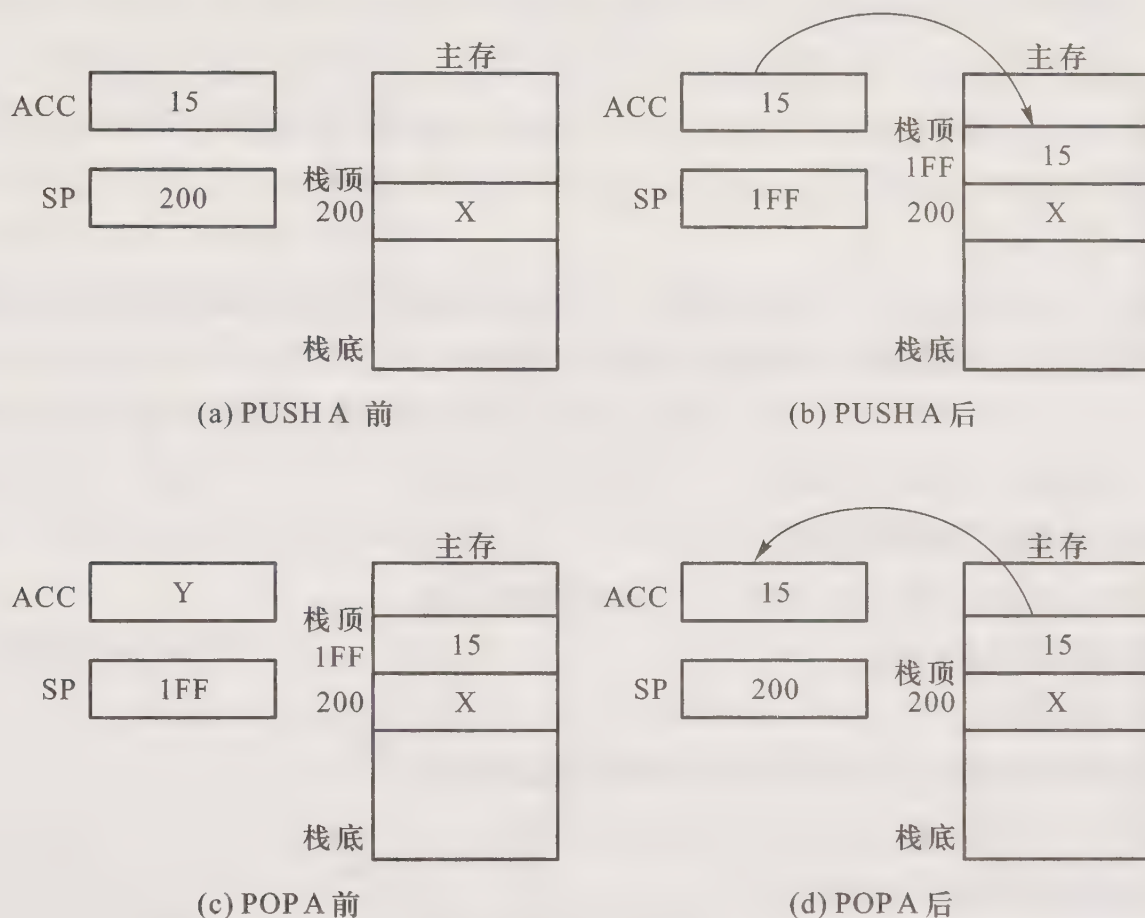 主存
ACC 15
SP 200
栈顶
200 X
栈底
(a) PUSH A 前
主存
ACC 15
栈顶
1FF 15
SP 1FF
200 X
栈底
(b) PUSH A 后
主存
ACC Y
栈顶
1FF 15
SP 1FF
200 X
栈底
(c) POP A 前
主存
ACC 15
15
SP 200
栈顶
200 X
栈底
(d) POP A 后